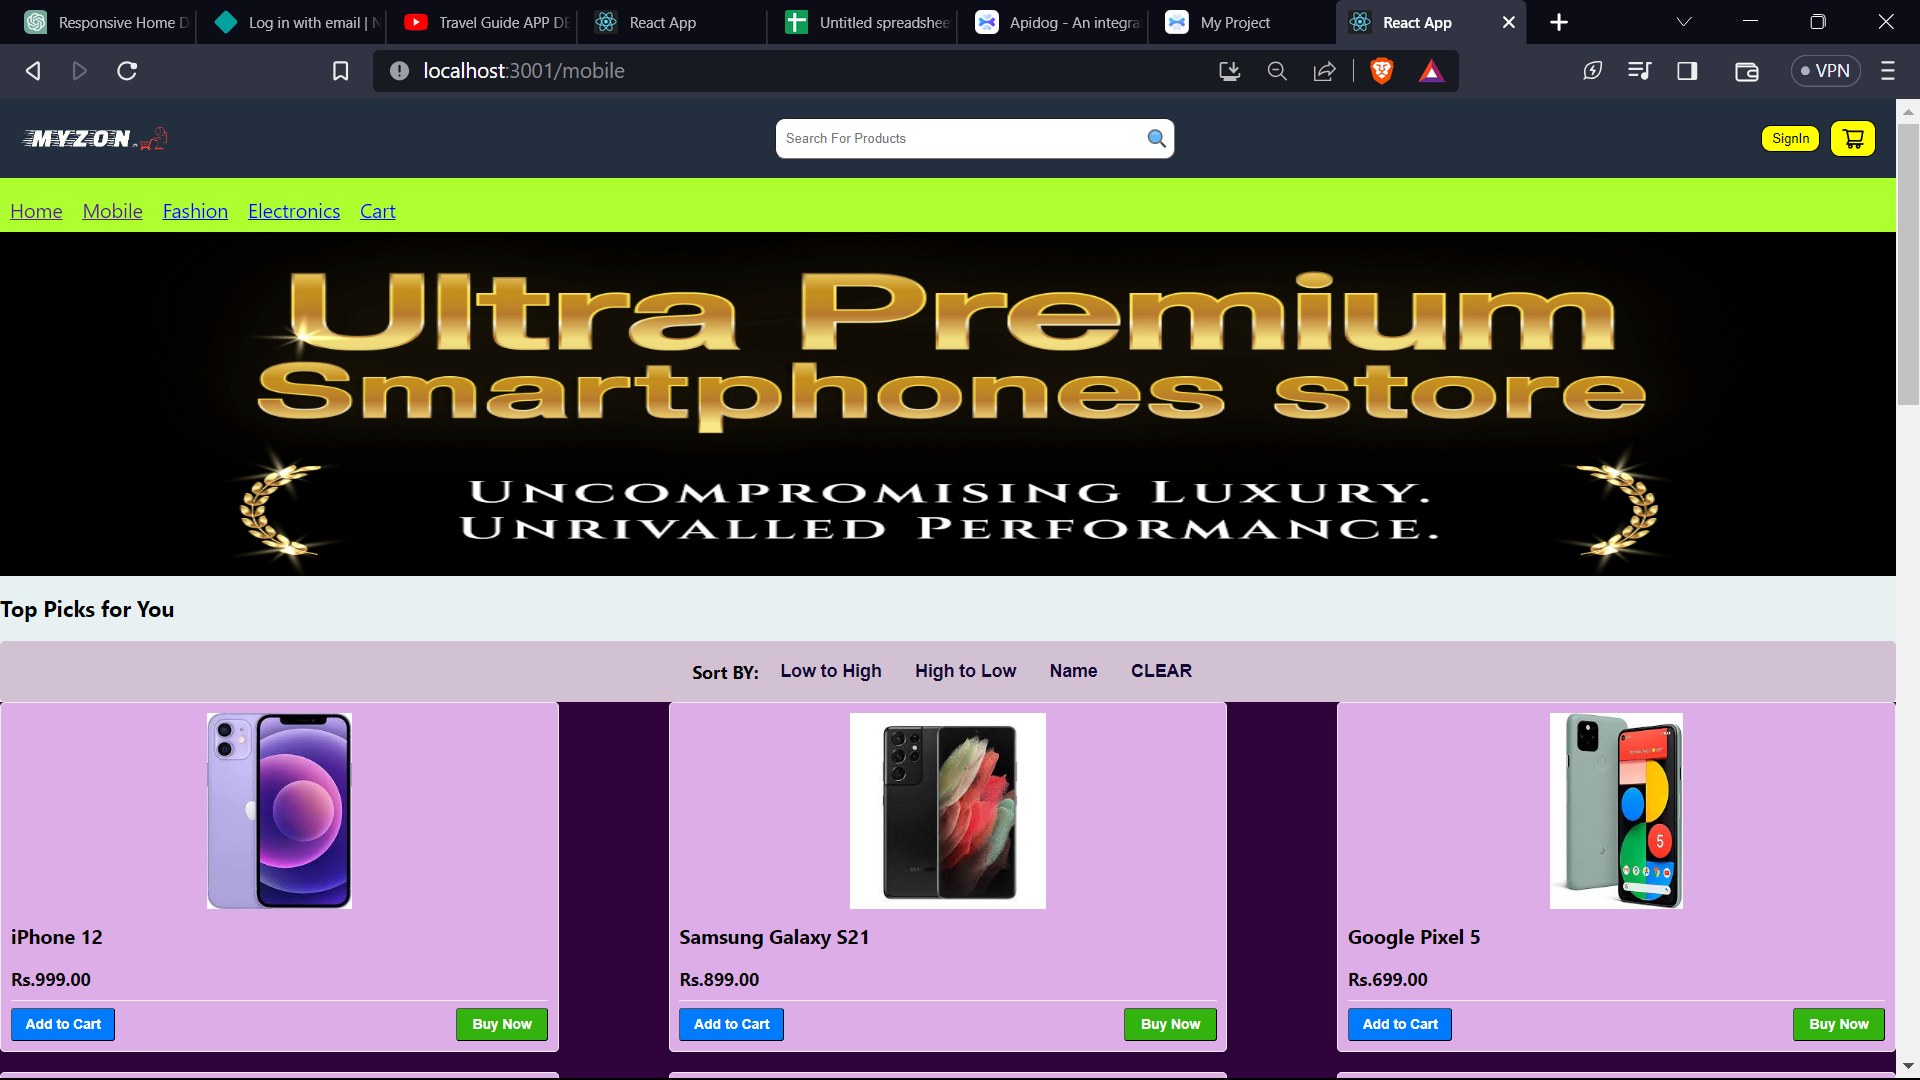 Responsive Home D
Log in with email | N
Travel Guide APP DE
React App
Untitled spreadshee
Apidog - An integra
My Project
React App
localhost:3001/mobile
VPN
MYZON
Search For Products
SignIn
Home Mobile Fashion Electronics Cart
Ultra Premium
Smartphones store
UNCOMPROMISING LUXURY.
UNRIVALLED PERFORMANCE.
Top Picks for You
Sort BY: Low to High High to Low Name CLEAR
iPhone 12
Rs.999.00
Add to Cart Buy Now
Samsung Galaxy S21
Rs.899.00
Add to Cart Buy Now
5
Google Pixel 5
Rs.699.00
Add to Cart Buy Now